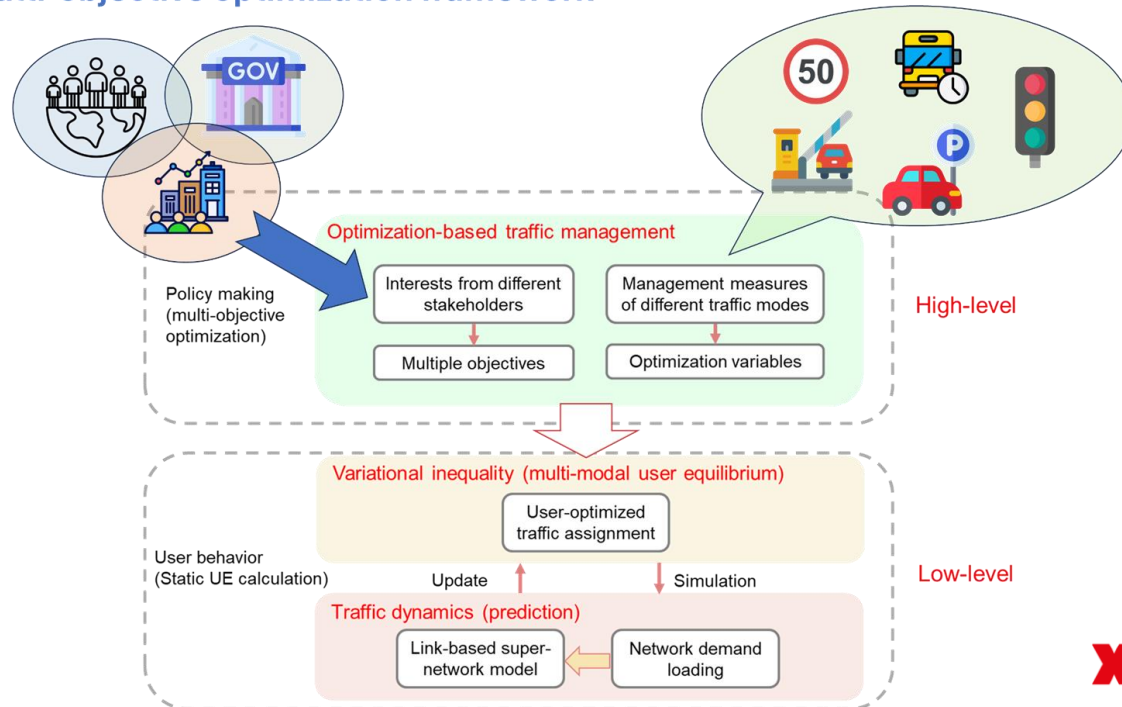 objective optimization framework
GOV
50
P
Optimization-based traffic management
Interests from different
stakeholders
Management measures
of different traffic modes
Policy making
(multi-objective
optimization)
High-level
Multiple objectives
Optimization variables
Variational inequality (multi-modal user equilibrium)
User-optimized
traffic assignment
User behavior
(Static UE calculation)
Update
Simulation
Low-level
Traffic dynamics (prediction)
Link-based super-
network model
Network demand
loading
X